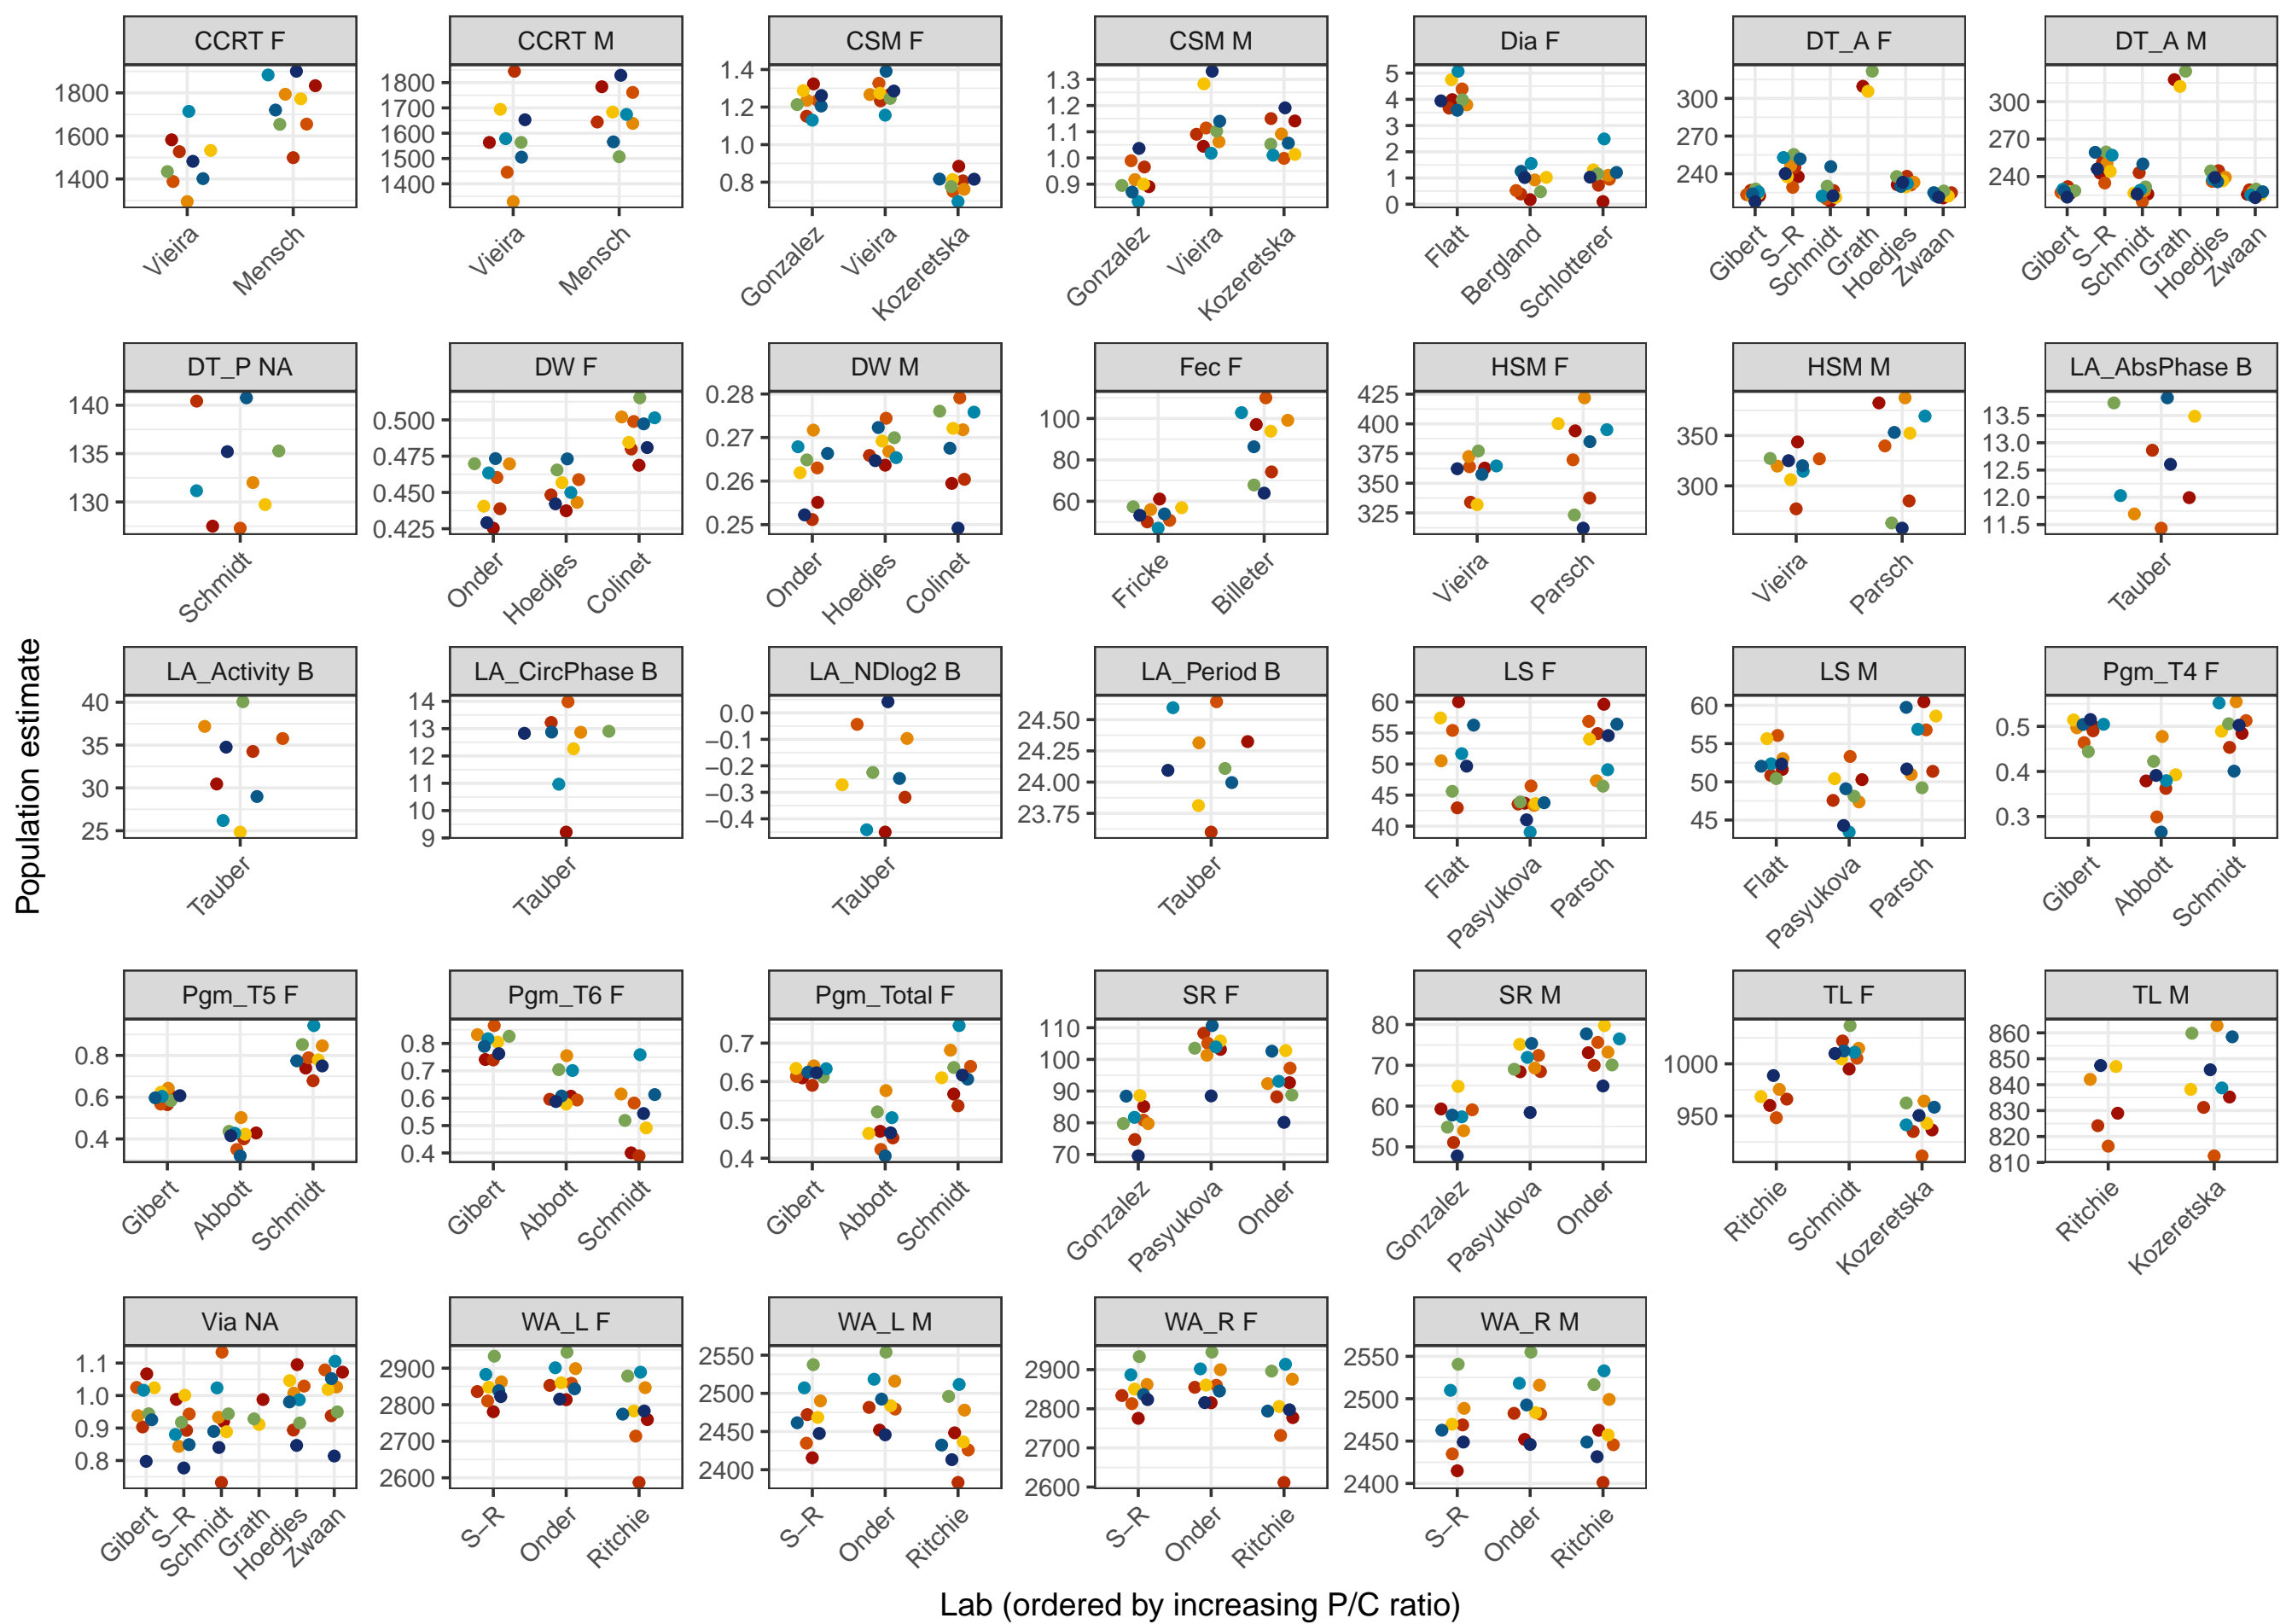 CCRT F
CCRT M
CSM F
CSM M
Dia F
DT_A F
DT_A M
1800
1600
1400
Vieira
Mensch
1800
1700
1600
1500
1400
Vieira
Mensch
1.4
1.2
1.0
0.8
Gonzalez
Vieira
Kozeretska
1.3
1.2
1.1
1.0
0.9
Gonzalez
Vieira
Kozeretska
5
4
3
2
1
0
Flatt
Bergland
Schlotterer
300
270
240
Gibert
S−R
Schmidt
Grath
Hoedjes
Zwaan
300
270
240
Gibert
S−R
Schmidt
Grath
Hoedjes
Zwaan
DT_P NA
DW F
DW M
Fec F
HSM F
HSM M
LA_AbsPhase B
140
135
130
Schmidt
0.500
0.475
0.450
0.425
Onder
Hoedjes
Colinet
0.28
0.27
0.26
0.25
Onder
Hoedjes
Colinet
100
80
60
Fricke
Billeter
425
400
375
350
325
Vieira
Parsch
350
300
Vieira
Parsch
13.5
13.0
12.5
12.0
11.5
Tauber
Population estimate
LA_Activity B
LA_CircPhase B
LA_NDlog2 B
LA_Period B
LS F
LS M
Pgm_T4 F
40
35
30
25
Tauber
14
13
12
11
10
9
Tauber
0.0
−0.1
−0.2
−0.3
−0.4
Tauber
24.50
24.25
24.00
23.75
Tauber
60
55
50
45
40
Flatt
Pasyukova
Parsch
60
55
50
45
Flatt
Pasyukova
Parsch
0.5
0.4
0.3
Gibert
Abbott
Schmidt
Pgm_T5 F
Pgm_T6 F
Pgm_Total F
SR F
SR M
TL F
TL M
0.8
0.6
0.4
Gibert
Abbott
Schmidt
0.8
0.7
0.6
0.5
0.4
Gibert
Abbott
Schmidt
0.7
0.6
0.5
0.4
Gibert
Abbott
Schmidt
110
100
90
80
70
Gonzalez
Pasyukova
Onder
80
70
60
50
Gonzalez
Pasyukova
Onder
1000
950
Ritchie
Schmidt
Kozeretska
860
850
840
830
820
810
Ritchie
Kozeretska
Via NA
WA_L F
WA_L M
WA_R F
WA_R M
1.1
1.0
0.9
0.8
Gibert
S−R
Schmidt
Grath
Hoedjes
Zwaan
2900
2800
2700
2600
S−R
Onder
Ritchie
2550
2500
2450
2400
S−R
Onder
Ritchie
2900
2800
2700
2600
S−R
Onder
Ritchie
2550
2500
2450
2400
S−R
Onder
Ritchie
Lab (ordered by increasing P/C ratio)